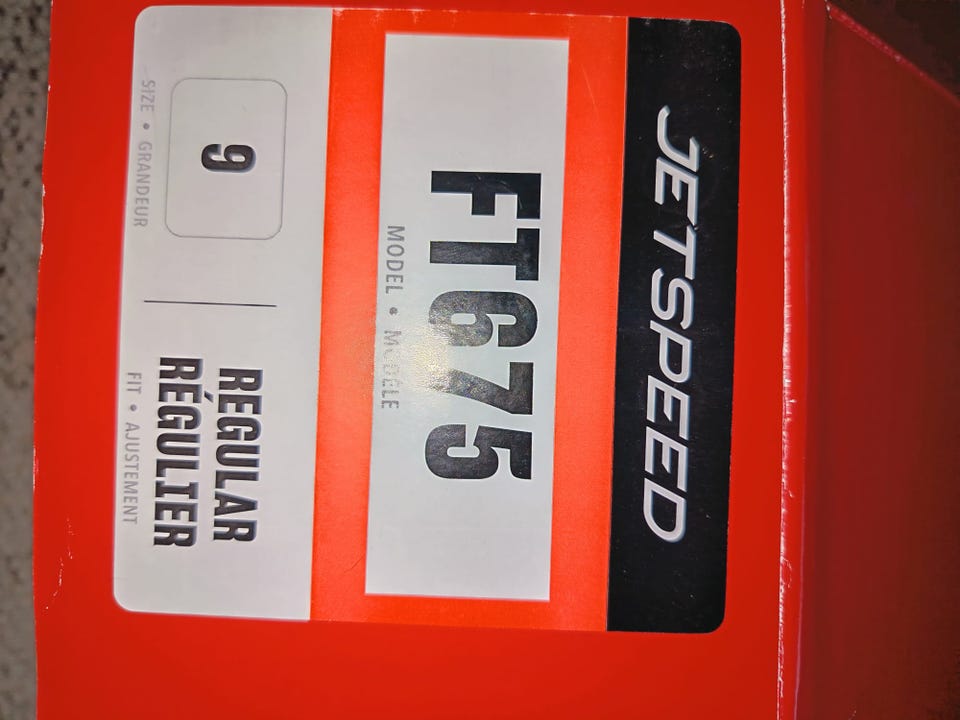 JETSPEED
FT675
MODEL • MODÈLE
9
SIZE • GRANDEUR
REGULAR
RÉGULIER
FIT • AJUSTEMENT